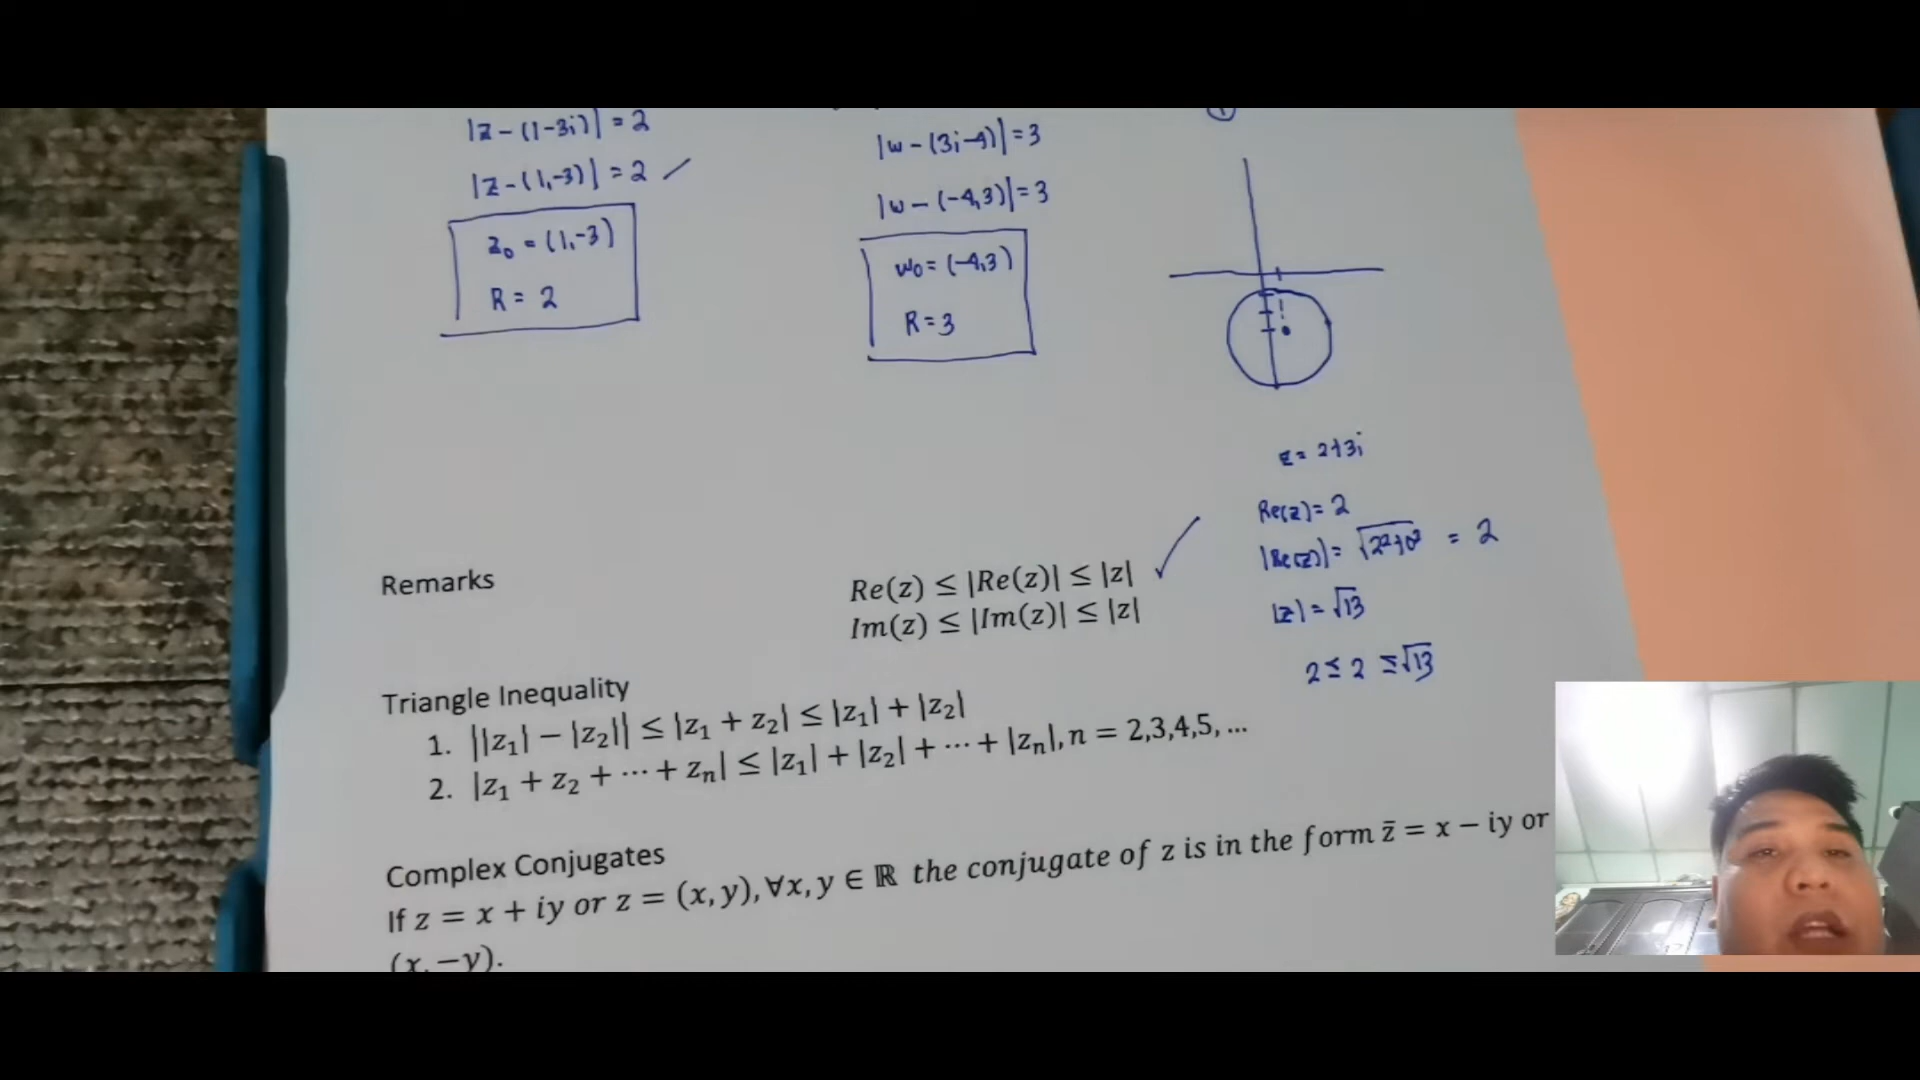 |z-(1-3i)| = 2
|z-(1,-3)| = 2
z₀ = (1,-3)
R = 2
|w-(3i-4)| = 3
|w-(-4,3)| = 3
w₀ = (-4,3)
R = 3
1
z = 2+3i
Re(z) = 2
|Re(z)| = √2²+0² = 2
|z| = √13
2 ≤ 2 ≤ √13
Remarks
Re(z) ≤ |Re(z)| ≤ |z|
Im(z) ≤ |Im(z)| ≤ |z|
Triangle Inequality
1. ||z₁| − |z₂|| ≤ |z₁ + z₂| ≤ |z₁| + |z₂|
2. |z₁ + z₂ + ⋯ + zₙ| ≤ |z₁| + |z₂| + ⋯ + |zₙ|, n = 2,3,4,5, …
Complex Conjugates
If z = x + iy or z = (x, y), ∀x, y ∈ ℝ the conjugate of z is in the form z̄ = x − iy or
(x, −y).